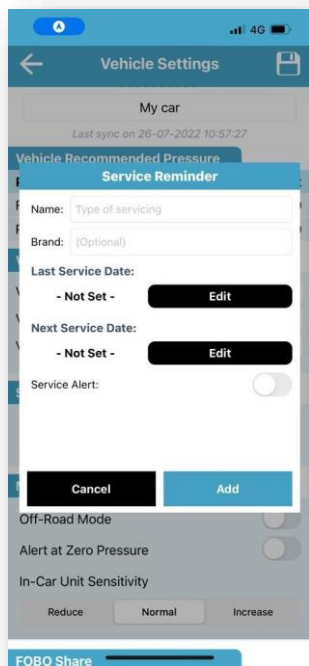 4G
Vehicle Settings
My car
Last sync on 26-07-2022 10:57:27
Vehicle Recommended Pressure
Service Reminder
Name: Type of servicing
Brand: (Optional)
Last Service Date:
- Not Set - Edit
Next Service Date:
- Not Set - Edit
Service Alert:
Cancel Add
Off-Road Mode
Alert at Zero Pressure
In-Car Unit Sensitivity
Reduce Normal Increase
FOBO Share